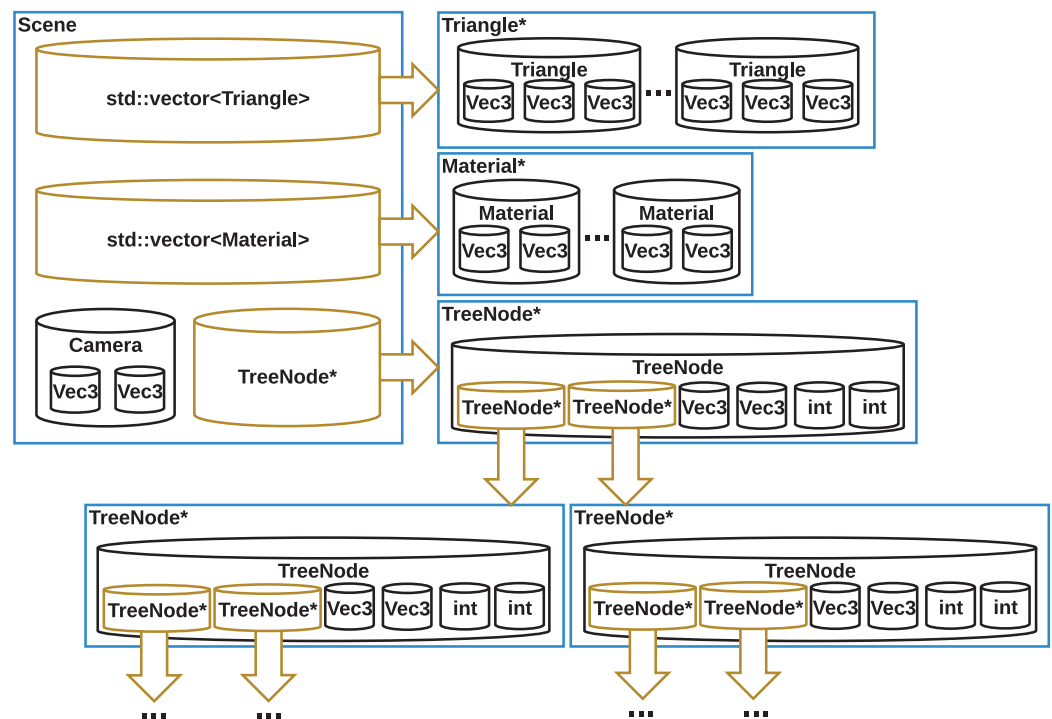 Scene
std::vector<Triangle>
std::vector<Material>
Camera
Vec3 Vec3
TreeNode*
Triangle*
Triangle
Vec3 Vec3 Vec3
...
Triangle
Vec3 Vec3 Vec3
Material*
Material
Vec3 Vec3
...
Material
Vec3 Vec3
TreeNode*
TreeNode
TreeNode* TreeNode* Vec3 Vec3 int int
TreeNode*
TreeNode
TreeNode* TreeNode* Vec3 Vec3 int int
... ...
TreeNode*
TreeNode
TreeNode* TreeNode* Vec3 Vec3 int int
... ...